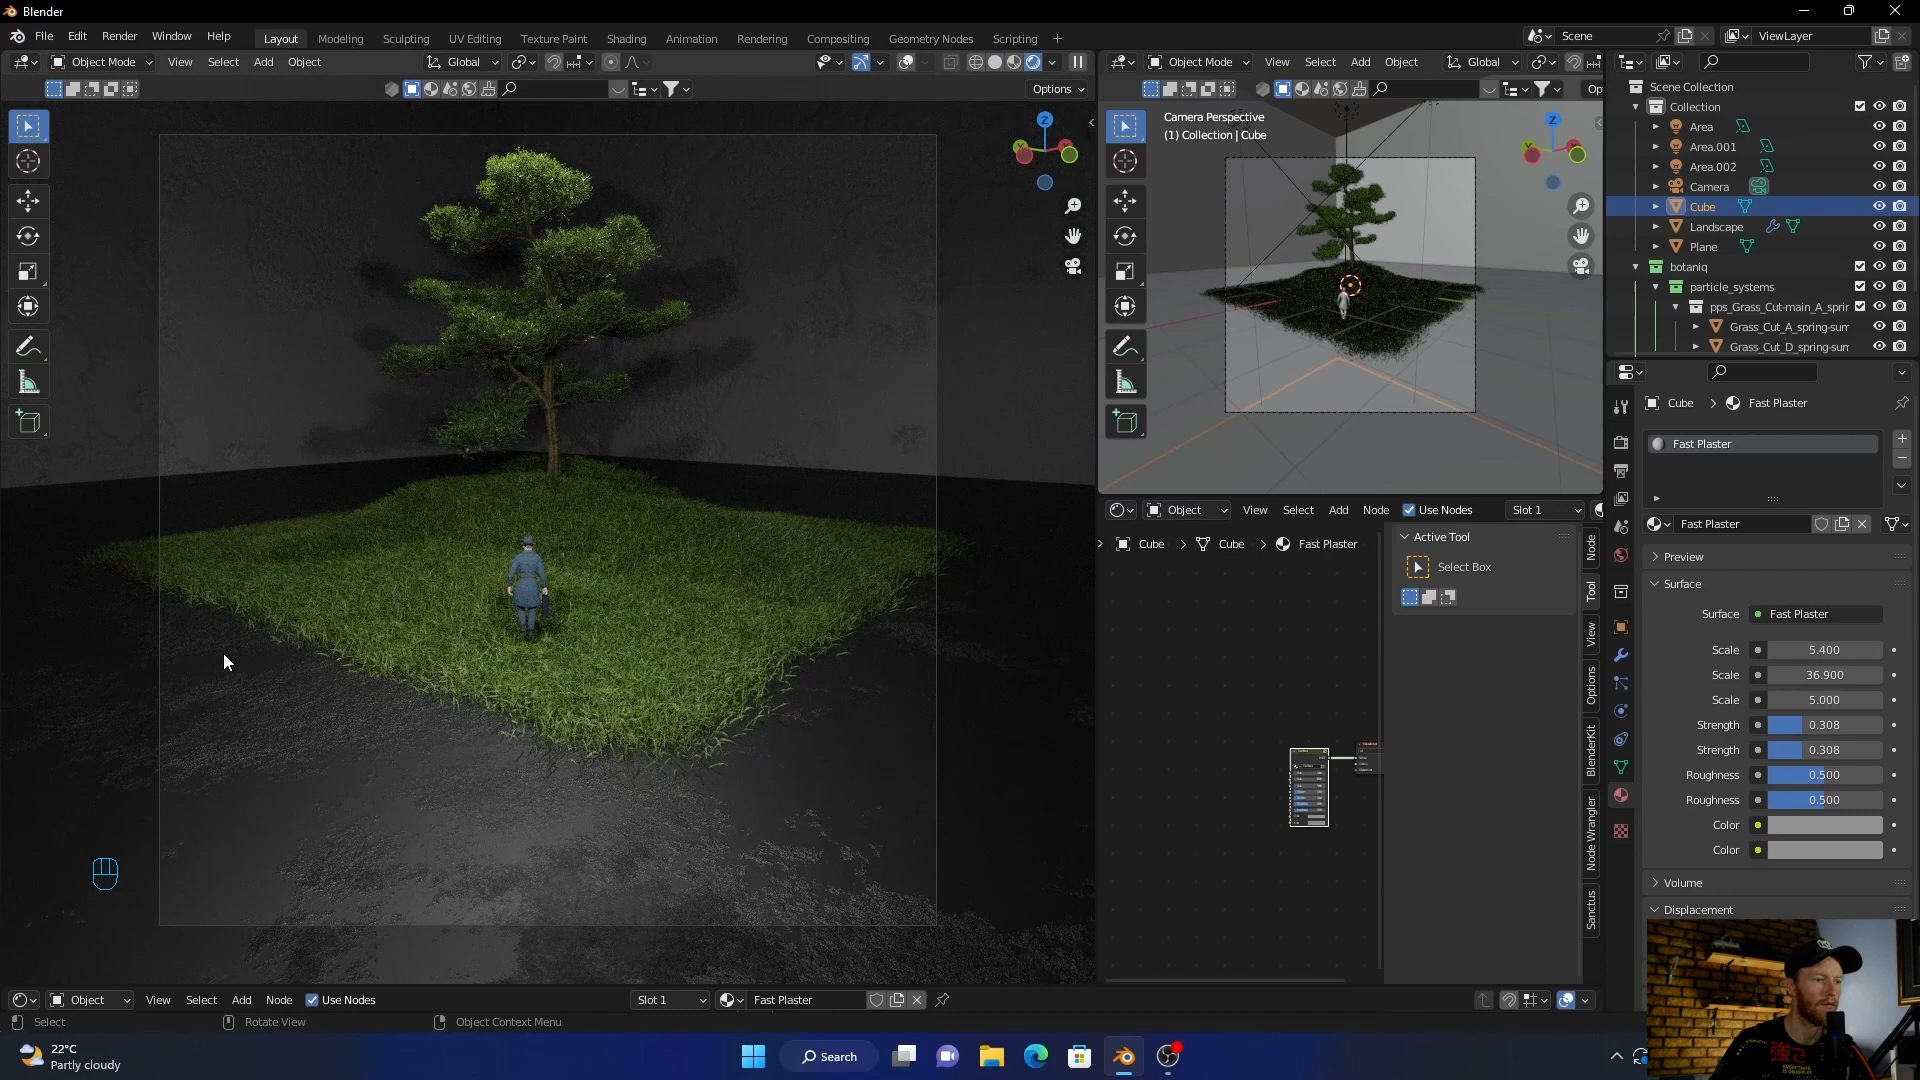 Blender
File Edit Render Window Help
Layout Modeling Sculpting UV Editing Texture Paint Shading Animation Rendering Compositing Geometry Nodes Scripting +
Scene
ViewLayer
Object Mode View Select Add Object
Global
Object Mode View Select Add Object
Global
Options
Op
Camera Perspective
(1) Collection | Cube
Z
Z
Scene Collection
Collection
Area
Area.001
Area.002
Camera
Cube
Landscape
Plane
botaniq
particle_systems
pps_Grass_Cut-main_A_sprir
Grass_Cut_A_spring-sum
Grass_Cut_D_spring-sum
Cube > Fast Plaster
Fast Plaster
Fast Plaster
Preview
Surface
Surface Fast Plaster
Scale 5.400
Scale 36.900
Scale 5.000
Strength 0.308
Strength 0.308
Roughness 0.500
Roughness 0.500
Color
Color
Volume
Displacement
Object View Select Add Node Use Nodes Slot 1
Cube > Cube > Fast Plaster
Active Tool
Select Box
Node
Tool
View
Options
BlenderKit
Node Wrangler
Sanctus
Object View Select Add Node Use Nodes Slot 1 Fast Plaster
Select Rotate View Object Context Menu
22°C
Partly cloudy
Search
強さ